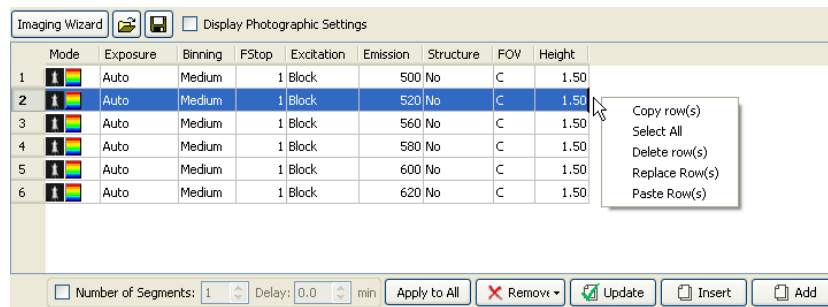 Imaging Wizard Display Photographic Settings
Mode Exposure Binning FStop Excitation Emission Structure FOV Height
1 Auto Medium 1 Block 500 No C 1.50
2 Auto Medium 1 Block 520 No C 1.50
3 Auto Medium 1 Block 560 No C 1.50
4 Auto Medium 1 Block 580 No C 1.50
5 Auto Medium 1 Block 600 No C 1.50
6 Auto Medium 1 Block 620 No C 1.50
Copy row(s)
Select All
Delete row(s)
Replace Row(s)
Paste Row(s)
Number of Segments: 1 Delay: 0.0 min Apply to All Remove Update Insert Add